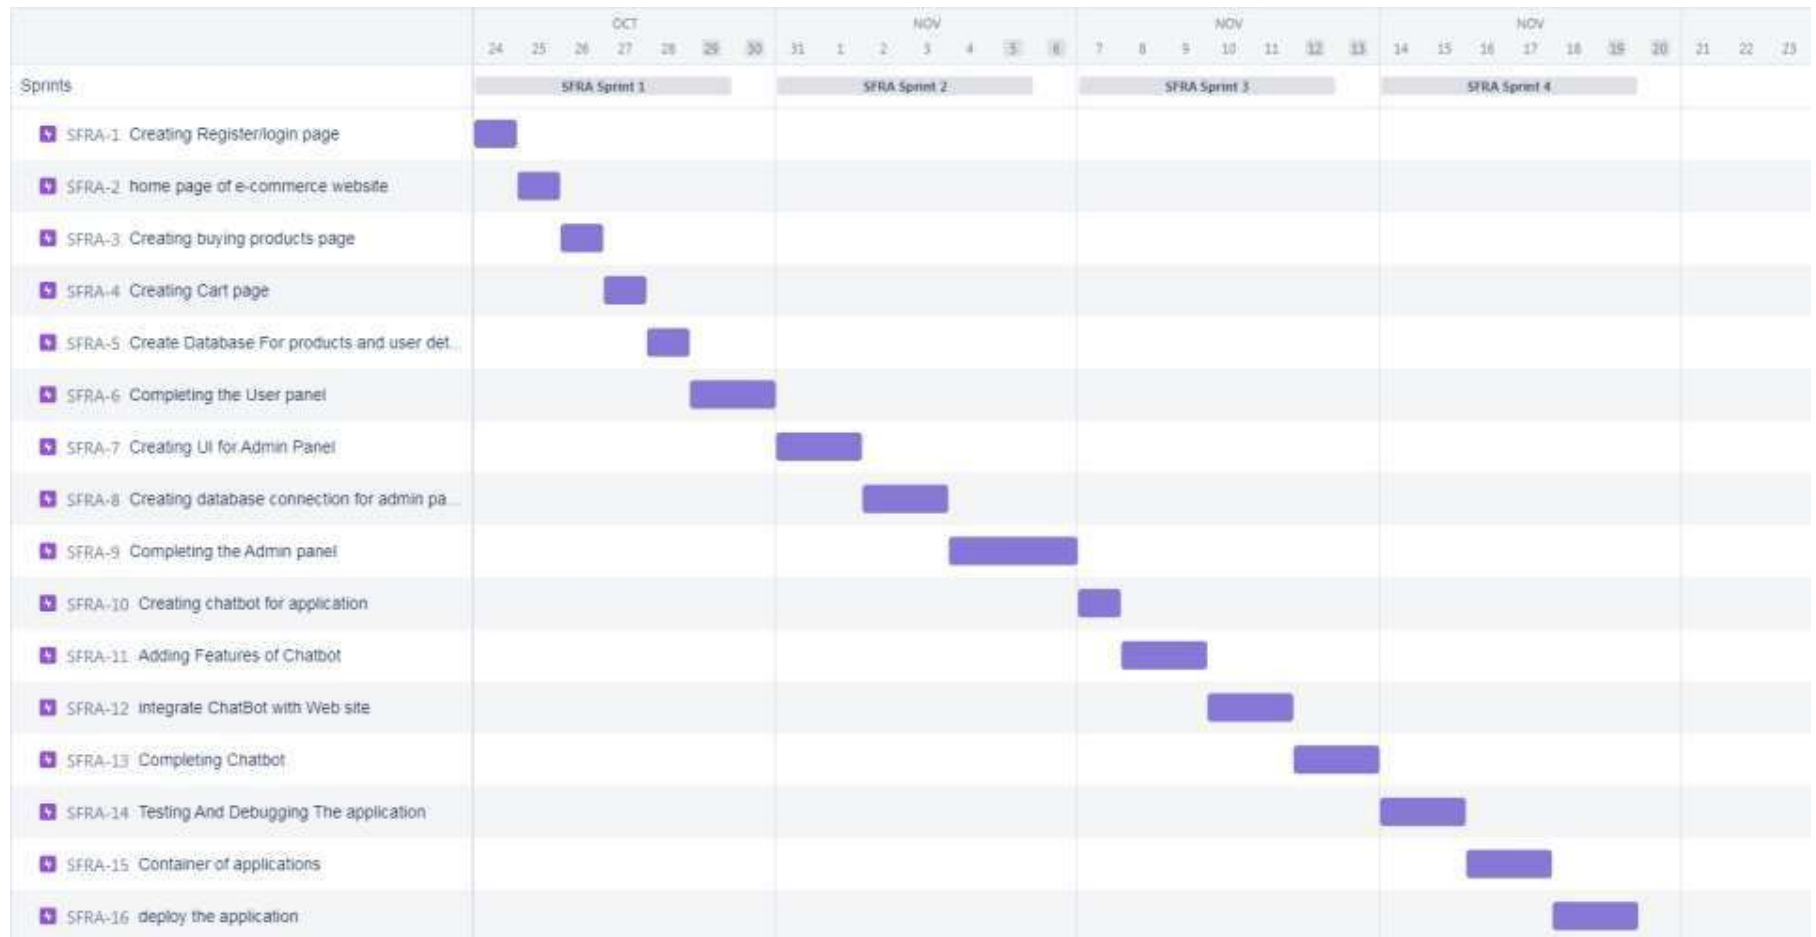 OCT NOV NOV NOV
24 25 26 27 28 29 30 31 1 2 3 4 5 6 7 8 9 10 11 12 13 14 15 16 17 18 19 20 21 22 23
Sprints SFRA Sprint 1 SFRA Sprint 2 SFRA Sprint 3 SFRA Sprint 4
SFRA-1 Creating Register/login page
SFRA-2 home page of e-commerce website
SFRA-3 Creating buying products page
SFRA-4 Creating Cart page
SFRA-5 Create Database For products and user det...
SFRA-6 Completing the User panel
SFRA-7 Creating UI for Admin Panel
SFRA-8 Creating database connection for admin pa...
SFRA-9 Completing the Admin panel
SFRA-10 Creating chatbot for application
SFRA-11 Adding Features of Chatbot
SFRA-12 integrate ChatBot with Web site
SFRA-13 Completing Chatbot
SFRA-14 Testing And Debugging The application
SFRA-15 Container of applications
SFRA-16 deploy the application